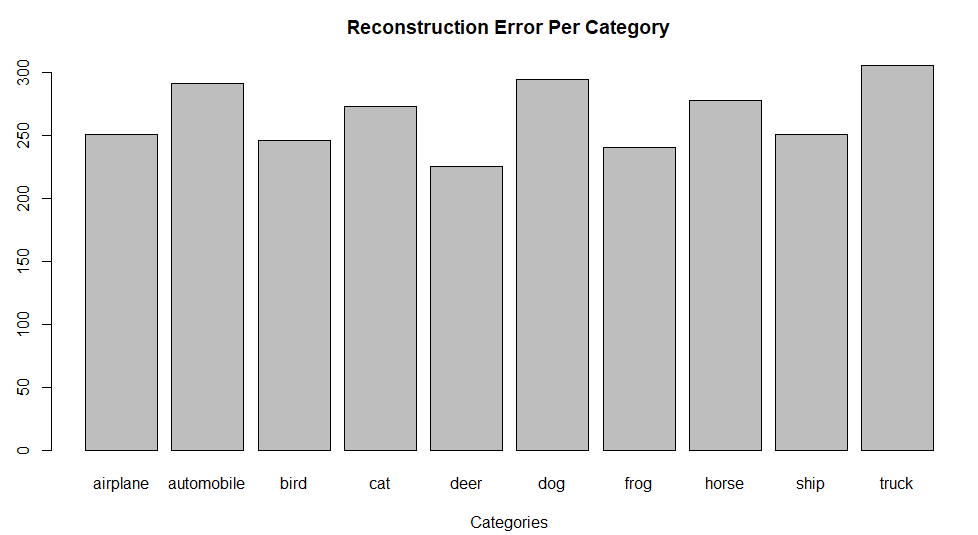 Reconstruction Error Per Category
300
250
200
150
100
50
0
airplane automobile bird cat deer dog frog horse ship truck
Categories